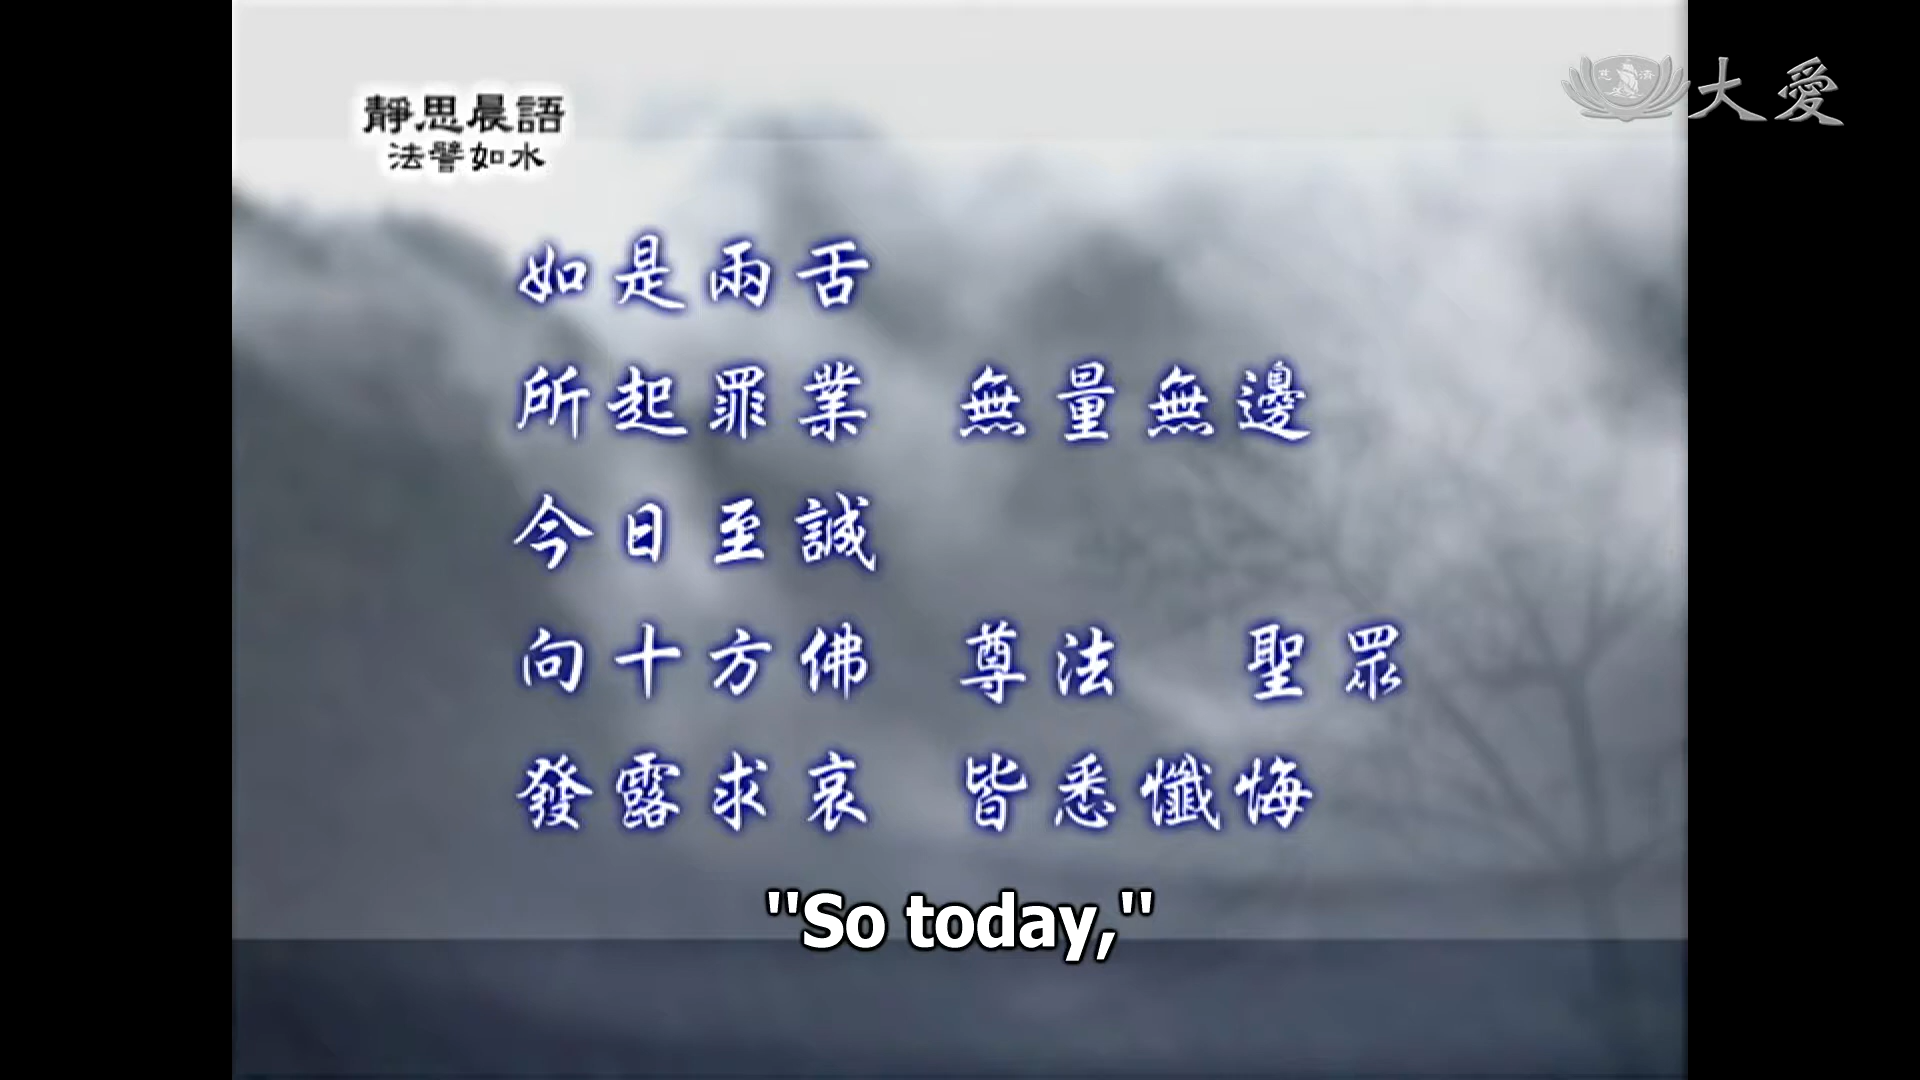 靜思晨語
法譬如水
慈濟
大愛
如是兩舌
所起罪業 無量無邊
今日至誠
向十方佛 尊法 聖眾
發露求哀 皆悉懺悔
"So today,"